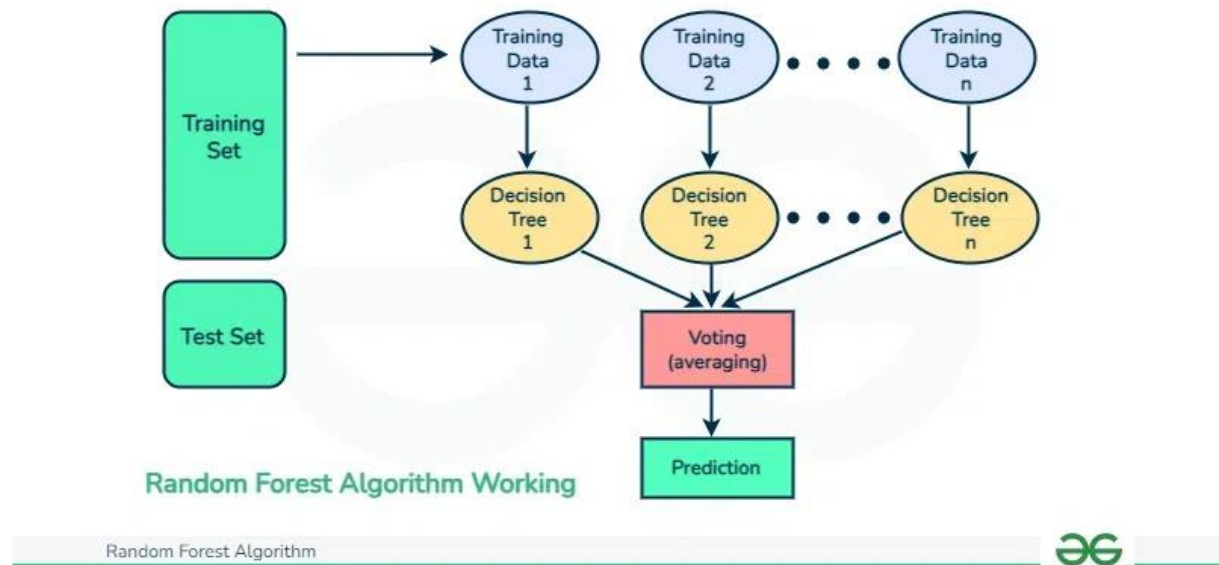 Training
Set
Test Set
Training
Data
1
Training
Data
2
Training
Data
n
Decision
Tree
1
Decision
Tree
2
Decision
Tree
n
Voting
(averaging)
Prediction
Random Forest Algorithm Working
Random Forest Algorithm